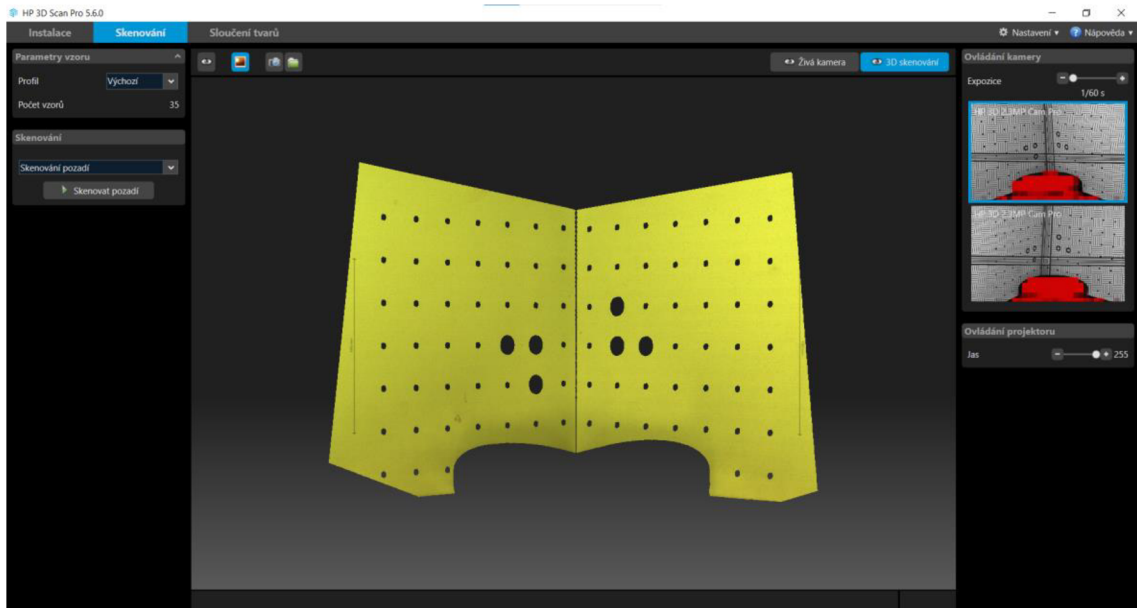 HP 3D Scan Pro 5.6.0
Instalace Skenování Sloučení tvarů Nastavení Nápověda
Parametry vzoru
Profil Výchozí
Počet vzorů 35
Skenování
Skenování pozadí
Skenovat pozadí
Živá kamera 3D skenování
Ovládání kamery
Expozice
1/60 s
HP 3D 2.3MP Cam Pro
HP 3D 2.3MP Cam Pro
Ovládání projektoru
Jas 255